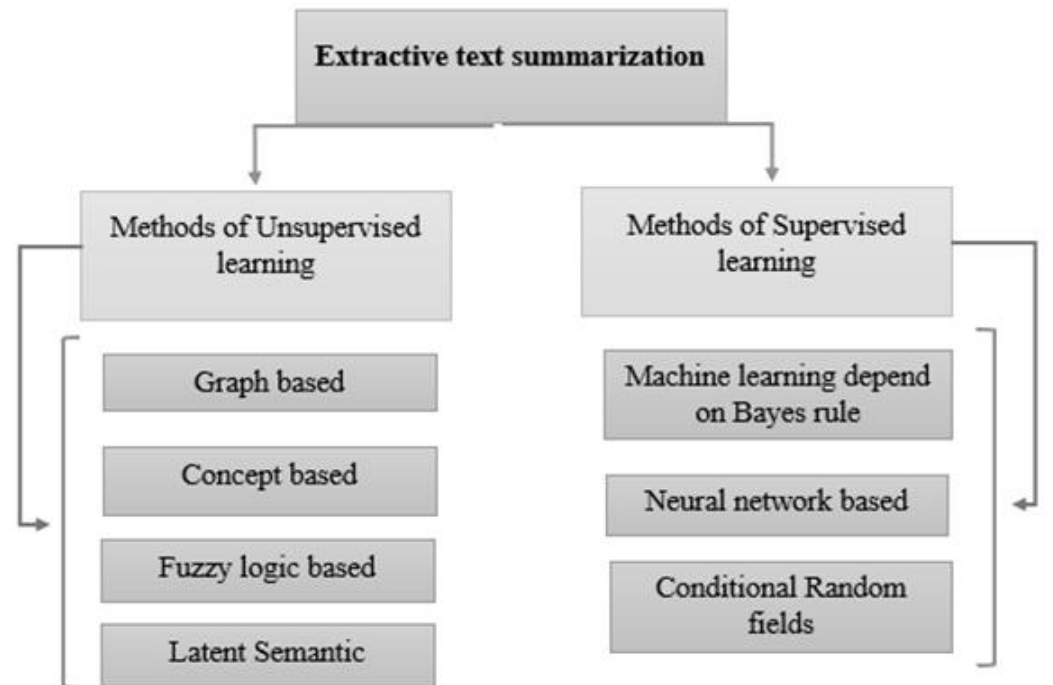 Extractive text summarization
Methods of Unsupervised
learning
Graph based
Concept based
Fuzzy logic based
Latent Semantic
Methods of Supervised
learning
Machine learning depend
on Bayes rule
Neural network based
Conditional Random
fields